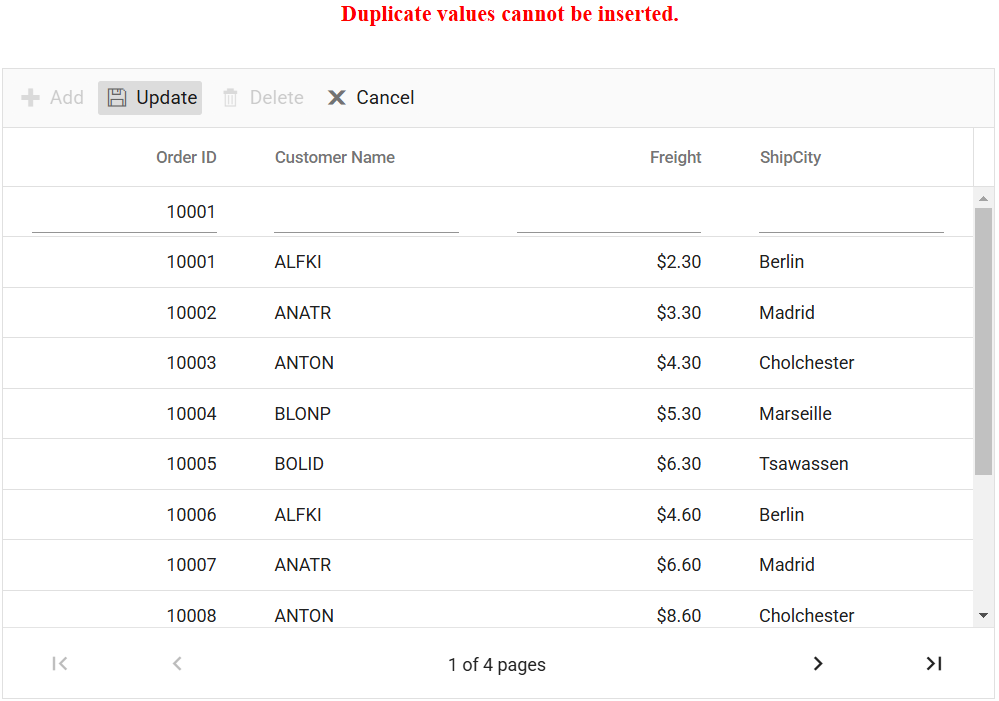 Duplicate values cannot be inserted.
Add Update Delete Cancel
Order ID Customer Name Freight ShipCity
10001
10001 ALFKI $2.30 Berlin
10002 ANATR $3.30 Madrid
10003 ANTON $4.30 Cholchester
10004 BLONP $5.30 Marseille
10005 BOLID $6.30 Tsawassen
10006 ALFKI $4.60 Berlin
10007 ANATR $6.60 Madrid
10008 ANTON $8.60 Cholchester
1 of 4 pages